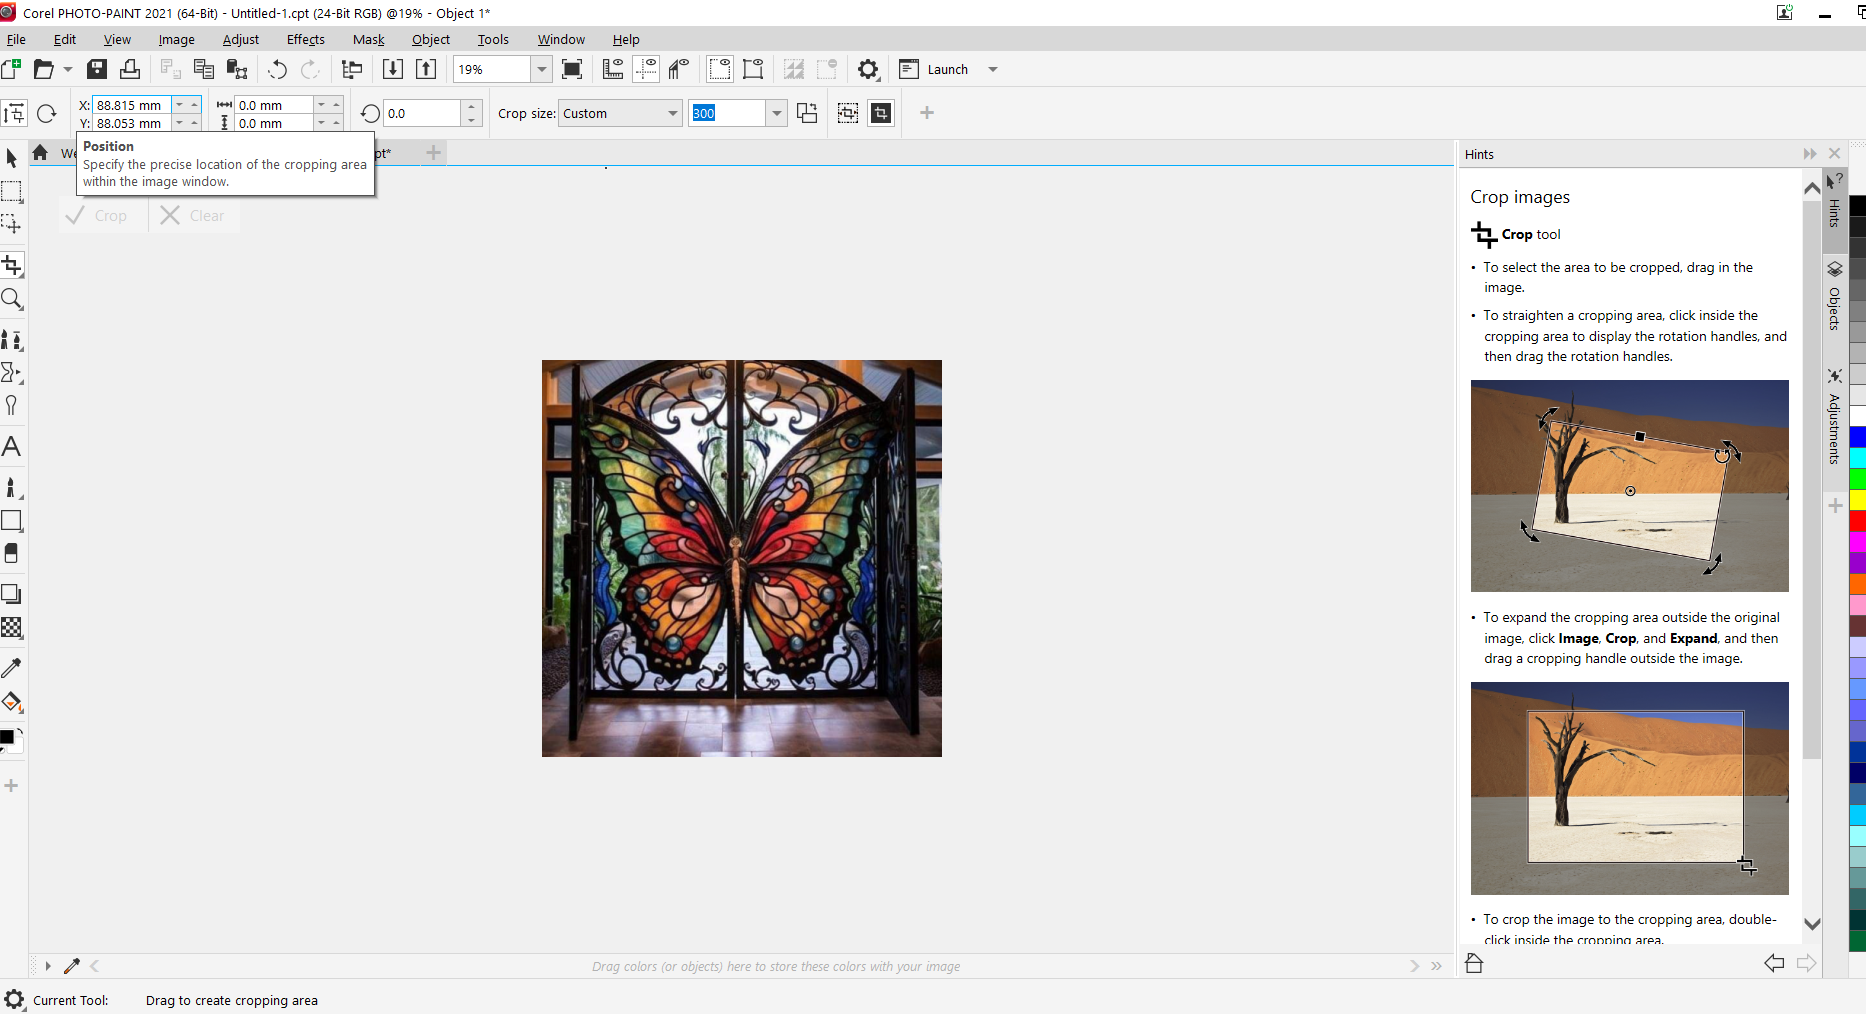 Corel PHOTO-PAINT 2021 (64-Bit) - Untitled-1.cpt (24-Bit RGB) @19% - Object 1*
File Edit View Image Adjust Effects Mask Object Tools Window Help
19% Launch
X: 88.815 mm 0.0 mm
Y: 88.053 mm 0.0 mm
0.0 Crop size: Custom 300
We pt*
Position
Specify the precise location of the cropping area
within the image window.
Crop Clear
Hints
Crop images
Crop tool
• To select the area to be cropped, drag in the
image.
• To straighten a cropping area, click inside the
cropping area to display the rotation handles, and
then drag the rotation handles.
• To expand the cropping area outside the original
image, click Image, Crop, and Expand, and then
drag a cropping handle outside the image.
• To crop the image to the cropping area, double-
click inside the cropping area.
Hints
Objects
Adjustments
Drag colors (or objects) here to store these colors with your image
Current Tool: Drag to create cropping area